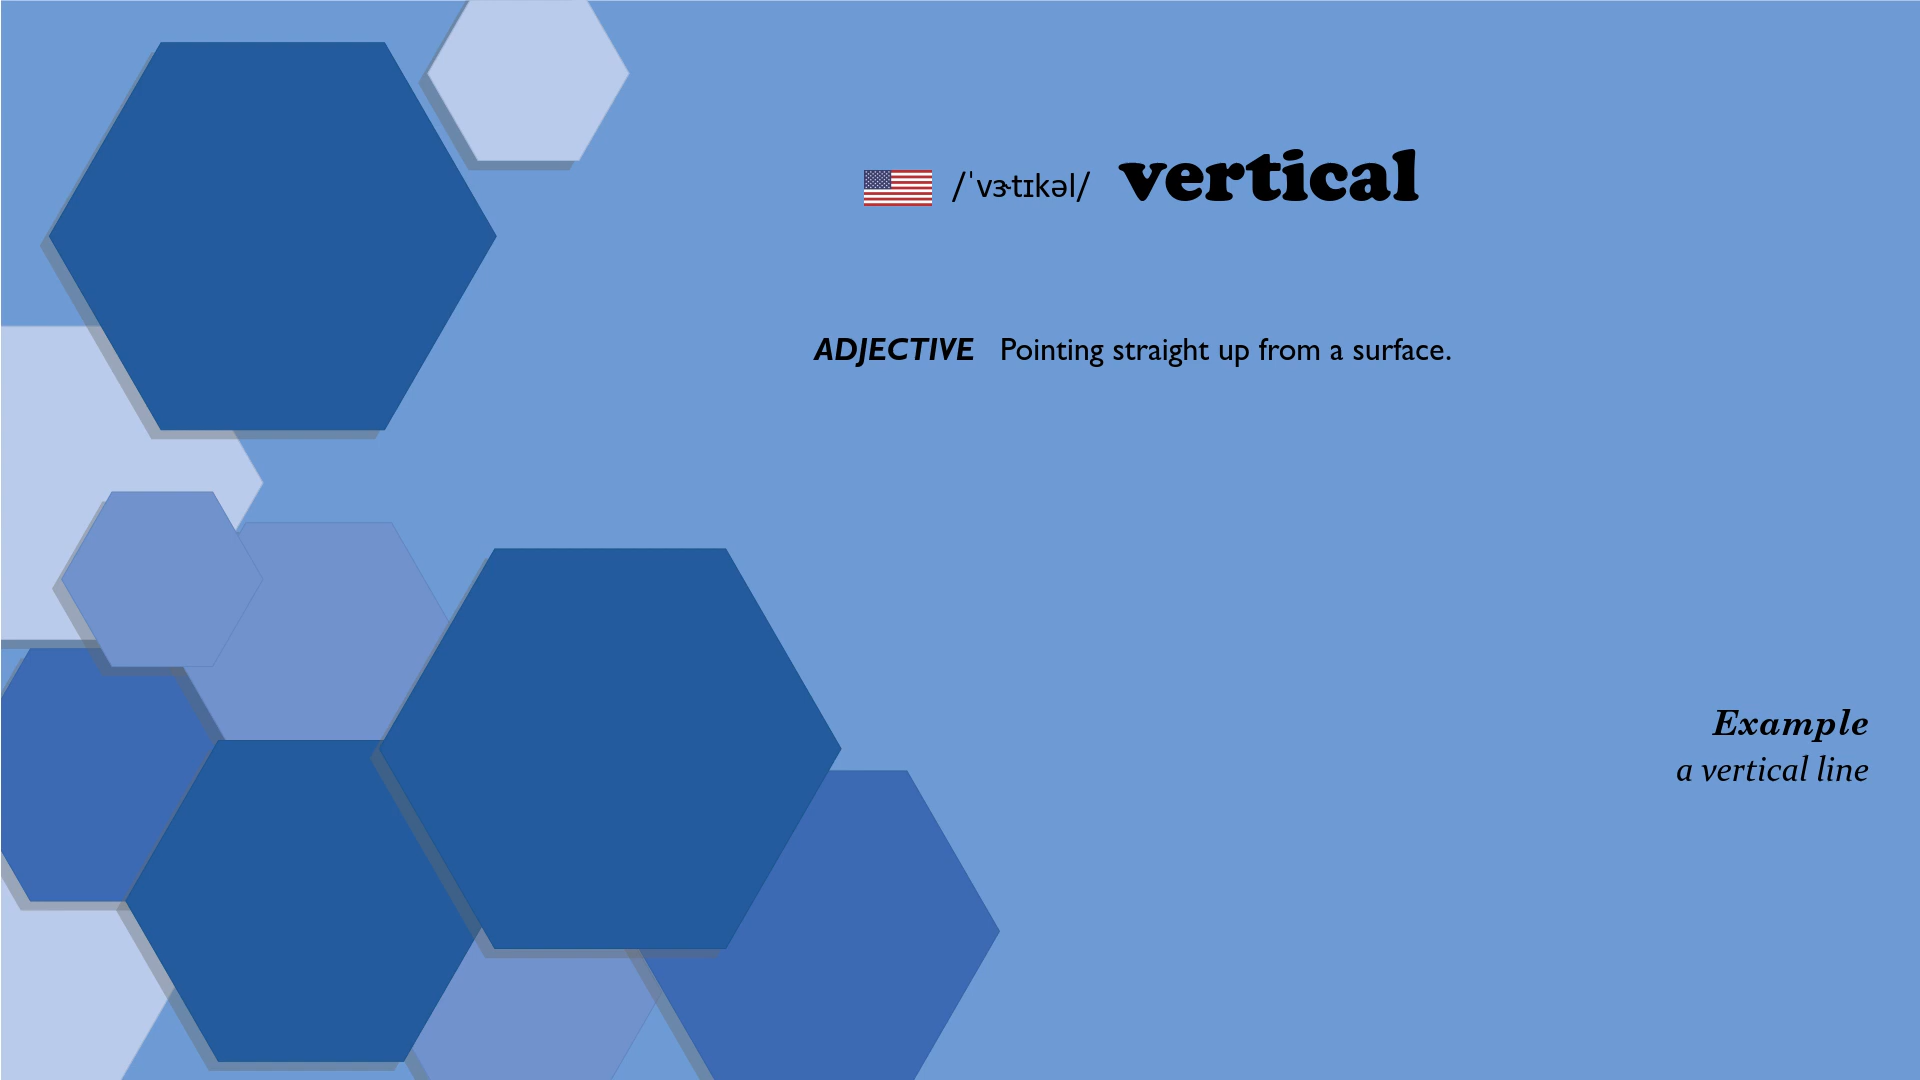 /ˈvɝtɪkəl/ vertical
ADJECTIVE Pointing straight up from a surface.
Example
a vertical line